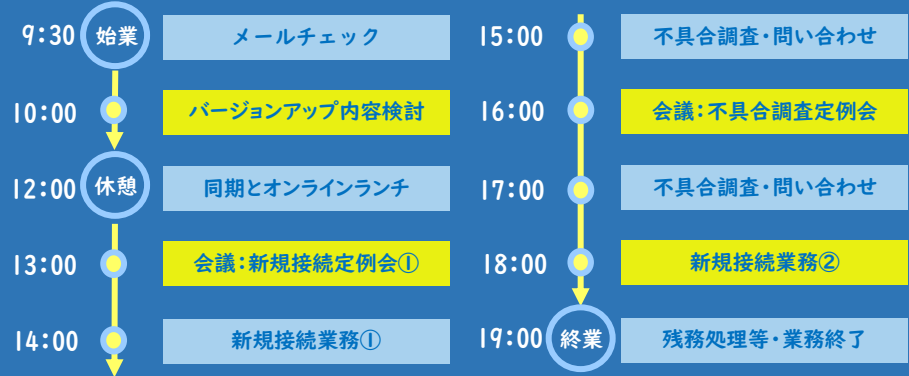 9:30 始業 メールチェック
10:00 バージョンアップ内容検討
12:00 休憩 同期とオンラインランチ
13:00 会議:新規接続定例会①
14:00 新規接続業務①
15:00 不具合調査・問い合わせ
16:00 会議:不具合調査定例会
17:00 不具合調査・問い合わせ
18:00 新規接続業務②
19:00 終業 残務処理等・業務終了